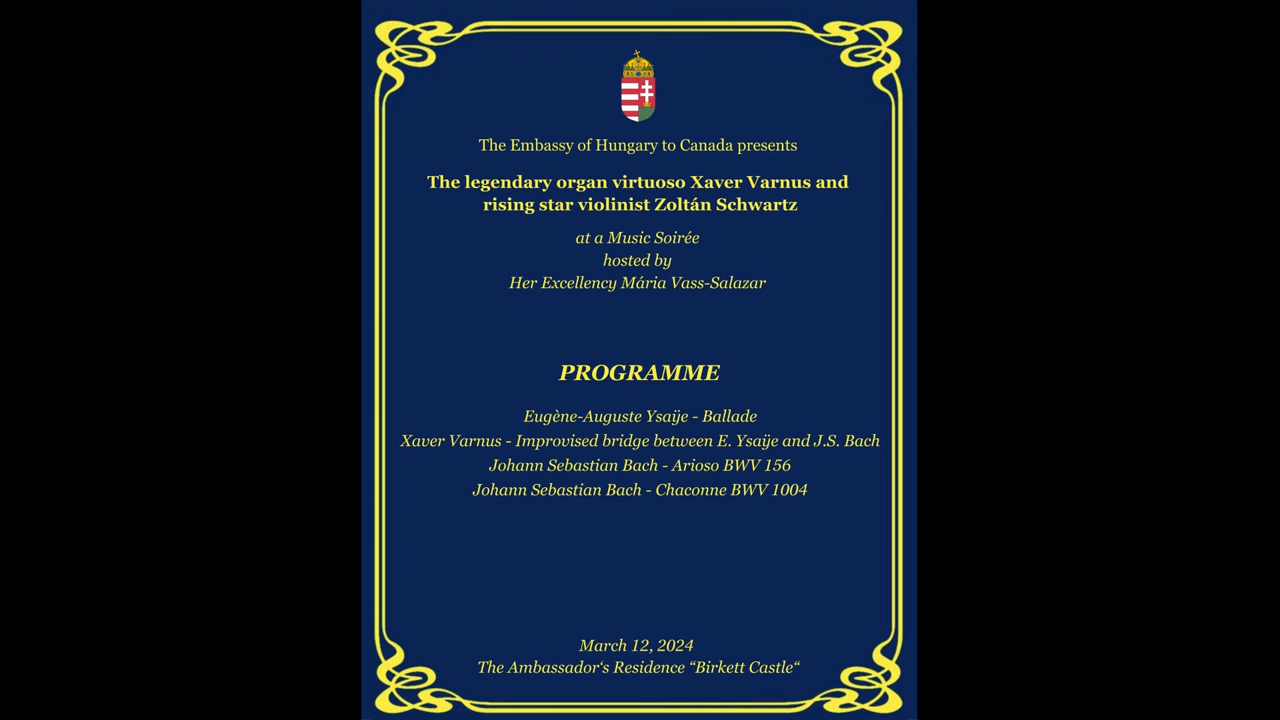 The Embassy of Hungary to Canada presents
The legendary organ virtuoso Xaver Varnus and
rising star violinist Zoltán Schwartz
at a Music Soirée
hosted by
Her Excellency Mária Vass-Salazar
PROGRAMME
Eugène-Auguste Ysaÿe - Ballade
Xaver Varnus - Improvised bridge between E. Ysaÿe and J.S. Bach
Johann Sebastian Bach - Arioso BWV 156
Johann Sebastian Bach - Chaconne BWV 1004
March 12, 2024
The Ambassador's Residence “Birkett Castle“